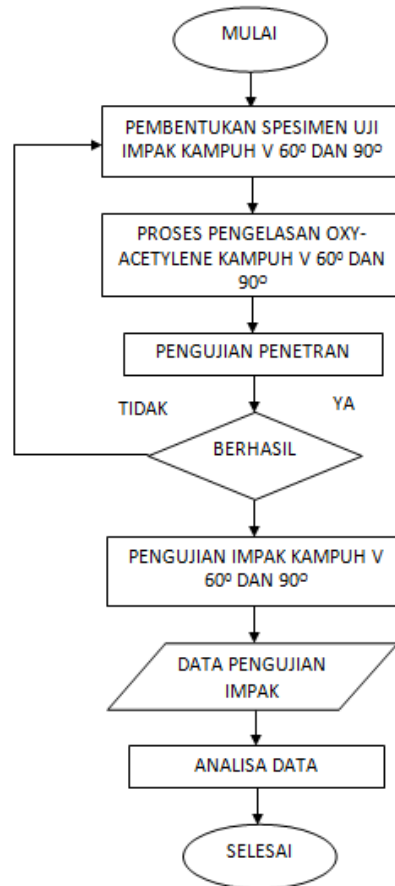 MULAI
PEMBENTUKAN SPESIMEN UJI
IMPAK KAMPUH V 60º DAN 90º
PROSES PENGELASAN OXY-
ACETYLENE KAMPUH V 60º DAN
90º
PENGUJIAN PENETRAN
TIDAK
YA
BERHASIL
PENGUJIAN IMPAK KAMPUH V
60º DAN 90º
DATA PENGUJIAN
IMPAK
ANALISA DATA
SELESAI